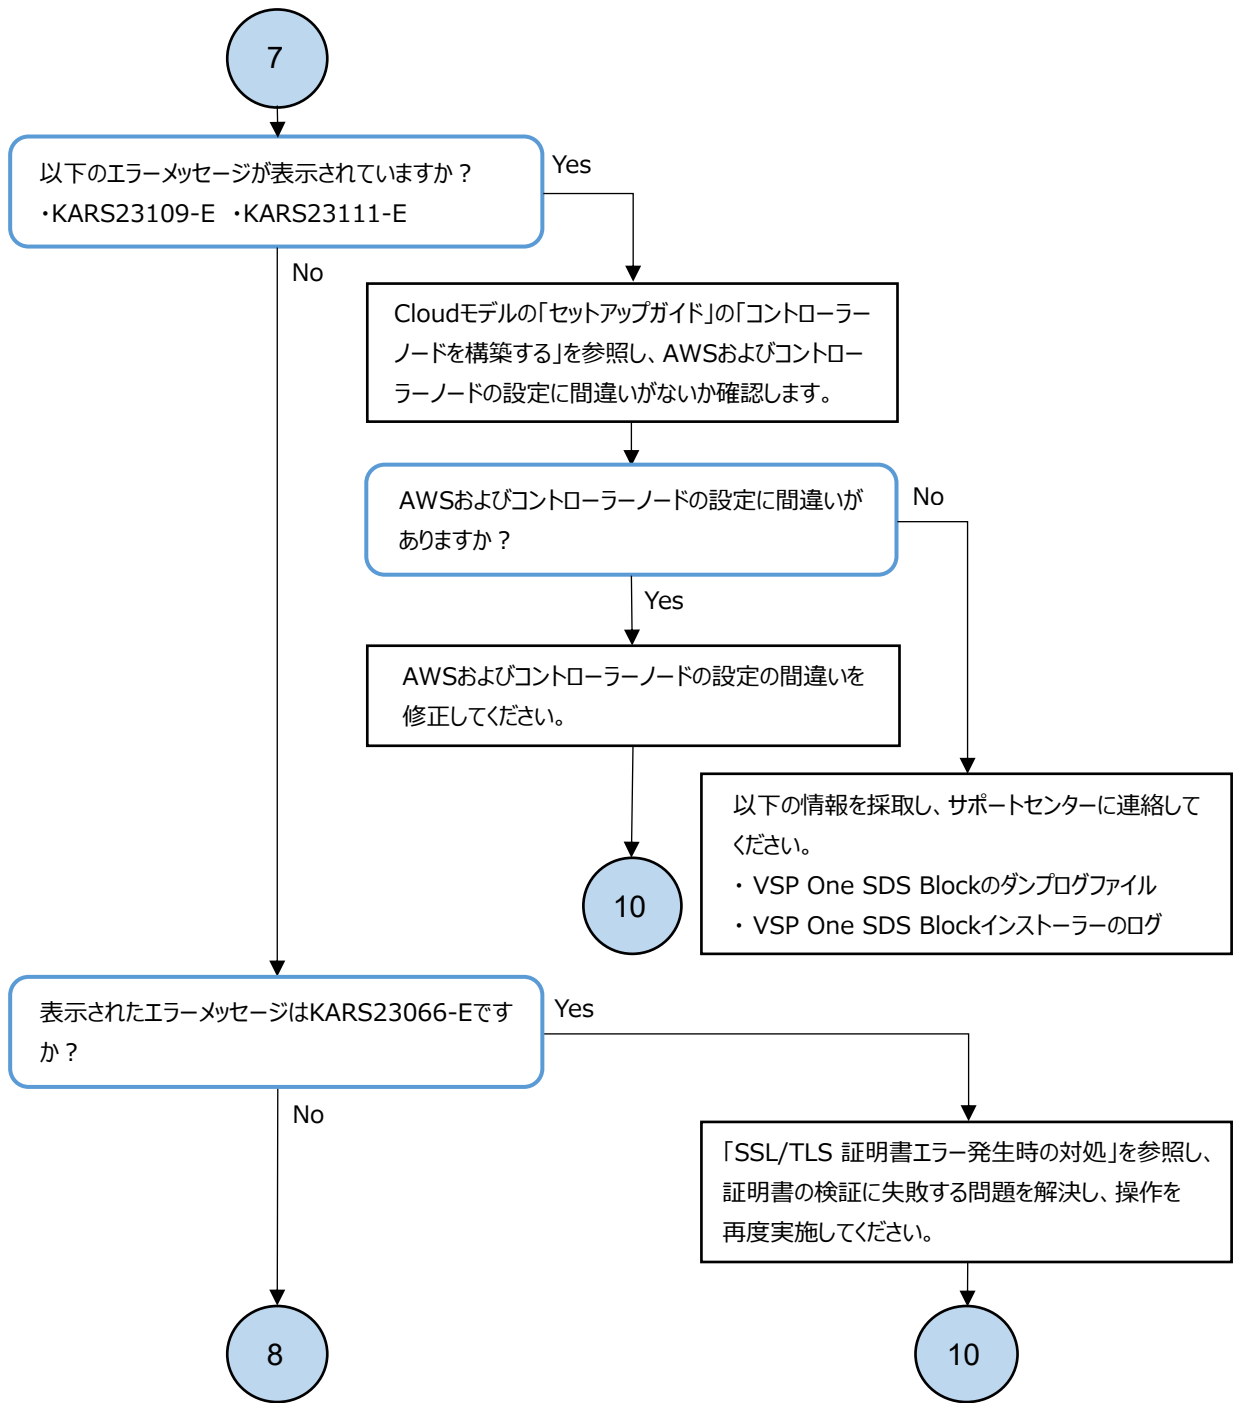 7
以下のエラーメッセージが表示されていますか？
・KARS23109-E ・KARS23111-E
Yes
No
Cloudモデルの「セットアップガイド」の「コントローラー
ノードを構築する」を参照し、AWSおよびコントロー
ラーノードの設定に間違いがないか確認します。
AWSおよびコントローラーノードの設定に間違いが
ありますか？
No
Yes
AWSおよびコントローラーノードの設定の間違いを
修正してください。
以下の情報を採取し、サポートセンターに連絡して
ください。
・ VSP One SDS Blockのダンプログファイル
・ VSP One SDS Blockインストーラーのログ
10
表示されたエラーメッセージはKARS23066-Eです
か？
Yes
No
「SSL/TLS 証明書エラー発生時の対処」を参照し、
証明書の検証に失敗する問題を解決し、操作を
再度実施してください。
8
10